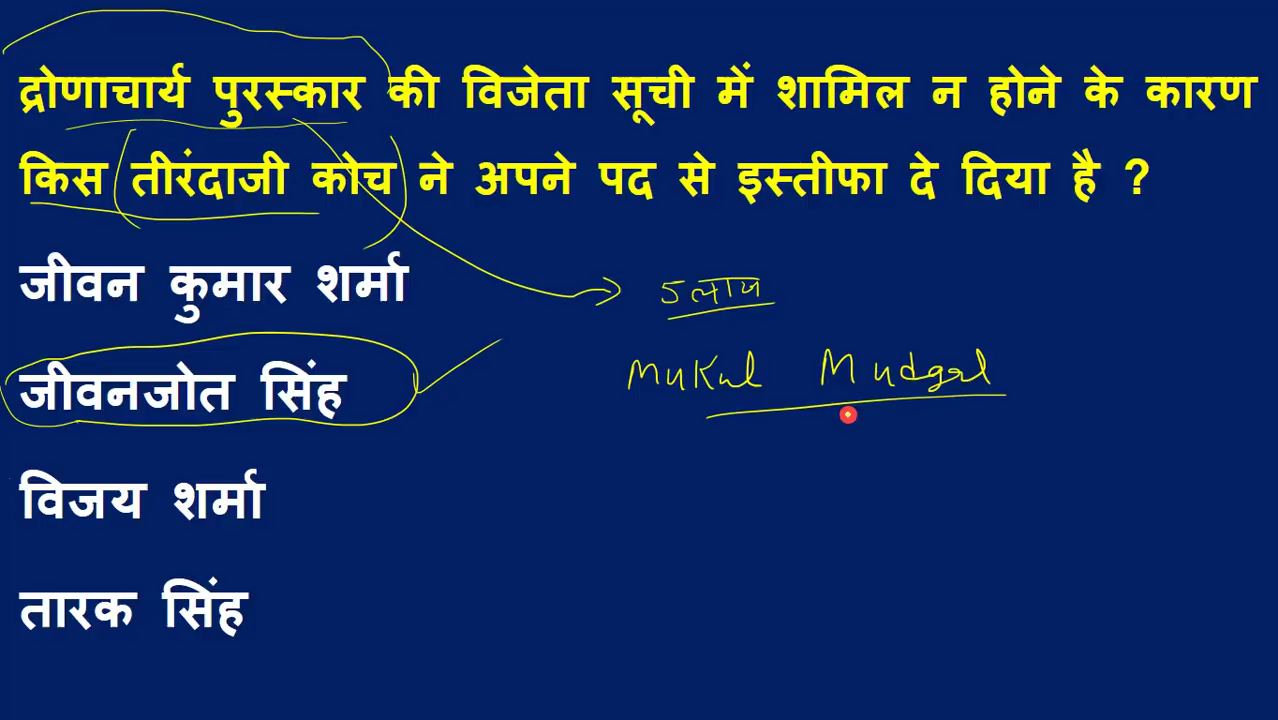 द्रोणाचार्य पुरस्कार की विजेता सूची में शामिल न होने के कारण
किस तीरंदाजी कोच ने अपने पद से इस्तीफा दे दिया है ?
जीवन कुमार शर्मा
5 लाख
Mukul Mudgal
जीवनजोत सिंह
विजय शर्मा
तारक सिंह